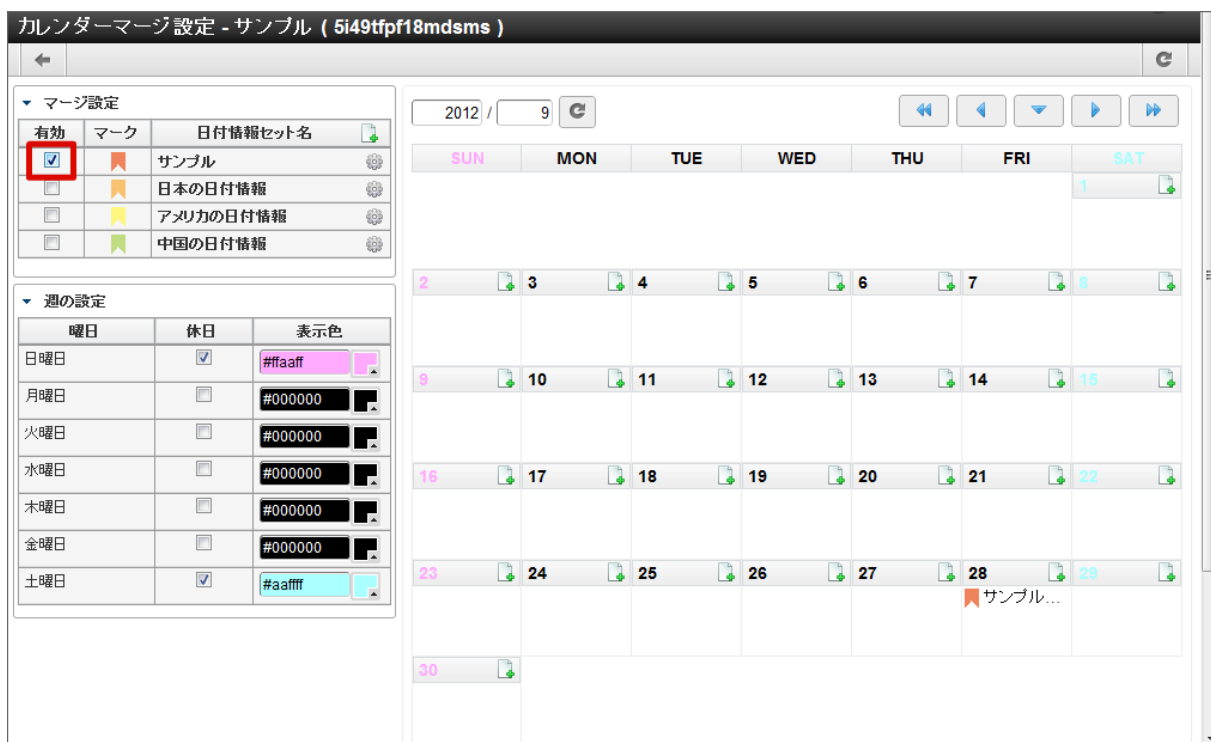 カレンダーマージ設定 - サンプル ( 5i49tfpf18mdsms )
マージ設定
有効 マーク 日付情報セット名
サンプル
日本の日付情報
アメリカの日付情報
中国の日付情報
週の設定
曜日 休日 表示色
日曜日 #ffaaff
月曜日 #000000
火曜日 #000000
水曜日 #000000
木曜日 #000000
金曜日 #000000
土曜日 #aaffff
2012 / 9
SUN MON TUE WED THU FRI SAT
1
2 3 4 5 6 7 8
9 10 11 12 13 14 15
16 17 18 19 20 21 22
23 24 25 26 27 28 29
サンプル...
30